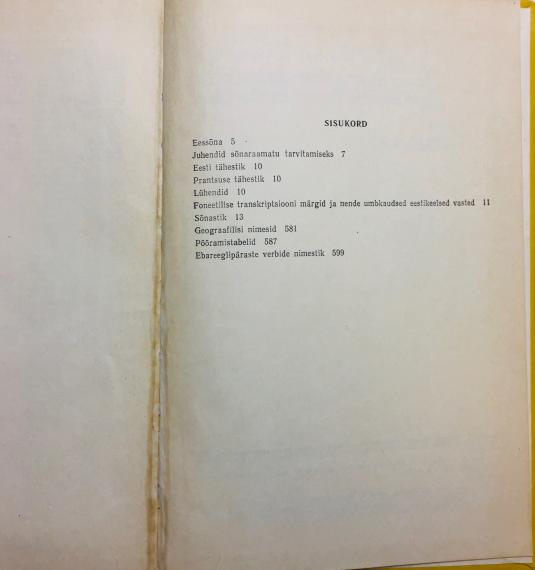 SISUKORD
Eessõna 5
Juhendid sõnaraamatu tarvitamiseks 7
Eesti tähestik 10
Prantsuse tähestik 10
Lühendid 10
Foneetilise transkriptsiooni märgid ja nende umbkaudsed eestikeelsed vasted 11
Sõnastik 13
Geograafilisi nimesid 581
Pööramistabelid 587
Ebareeglipäraste verbide nimestik 599